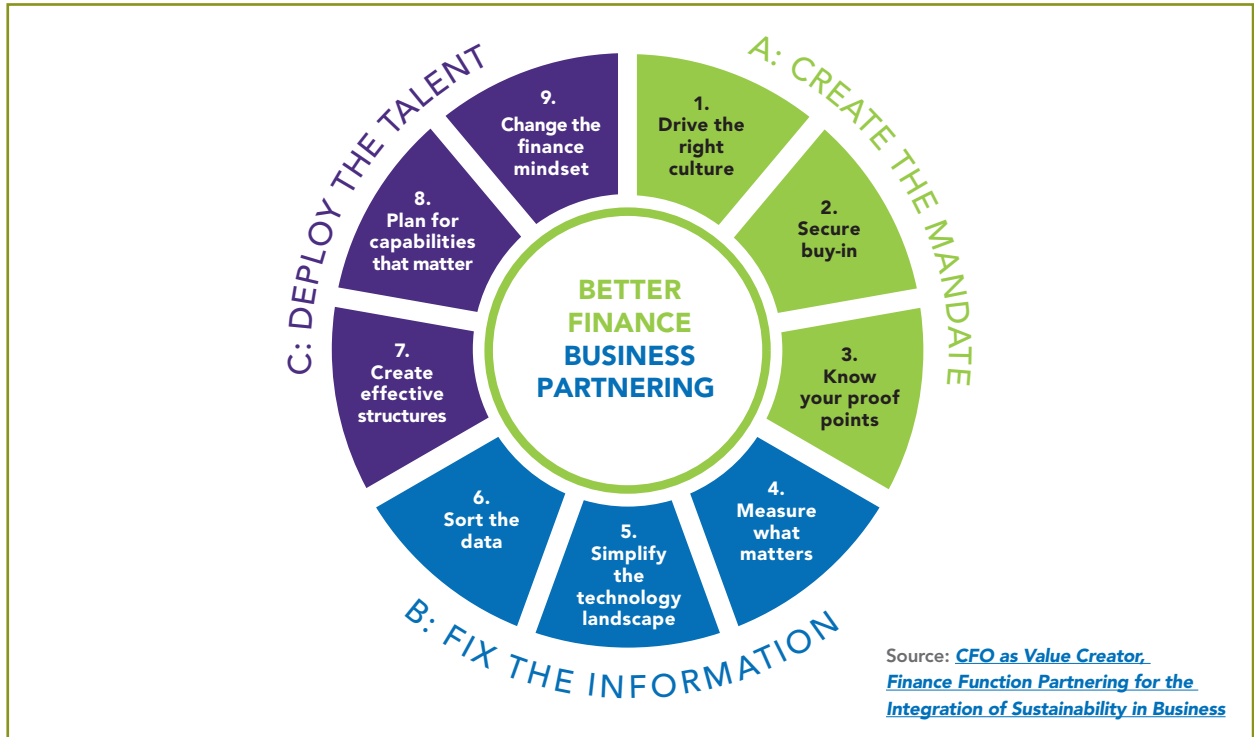 A: CREATE THE MANDATE
1.
Drive the
right
culture
2.
Secure
buy-in
3.
Know
your proof
points
B: FIX THE INFORMATION
4.
Measure
what
matters
5.
Simplify
the
technology
landscape
6.
Sort the
data
C: DEPLOY THE TALENT
7.
Create
effective
structures
8.
Plan for
capabilities
that matter
9.
Change the
finance
mindset
BETTER
FINANCE
BUSINESS
PARTNERING
Source: CFO as Value Creator,
Finance Function Partnering for the
Integration of Sustainability in Business